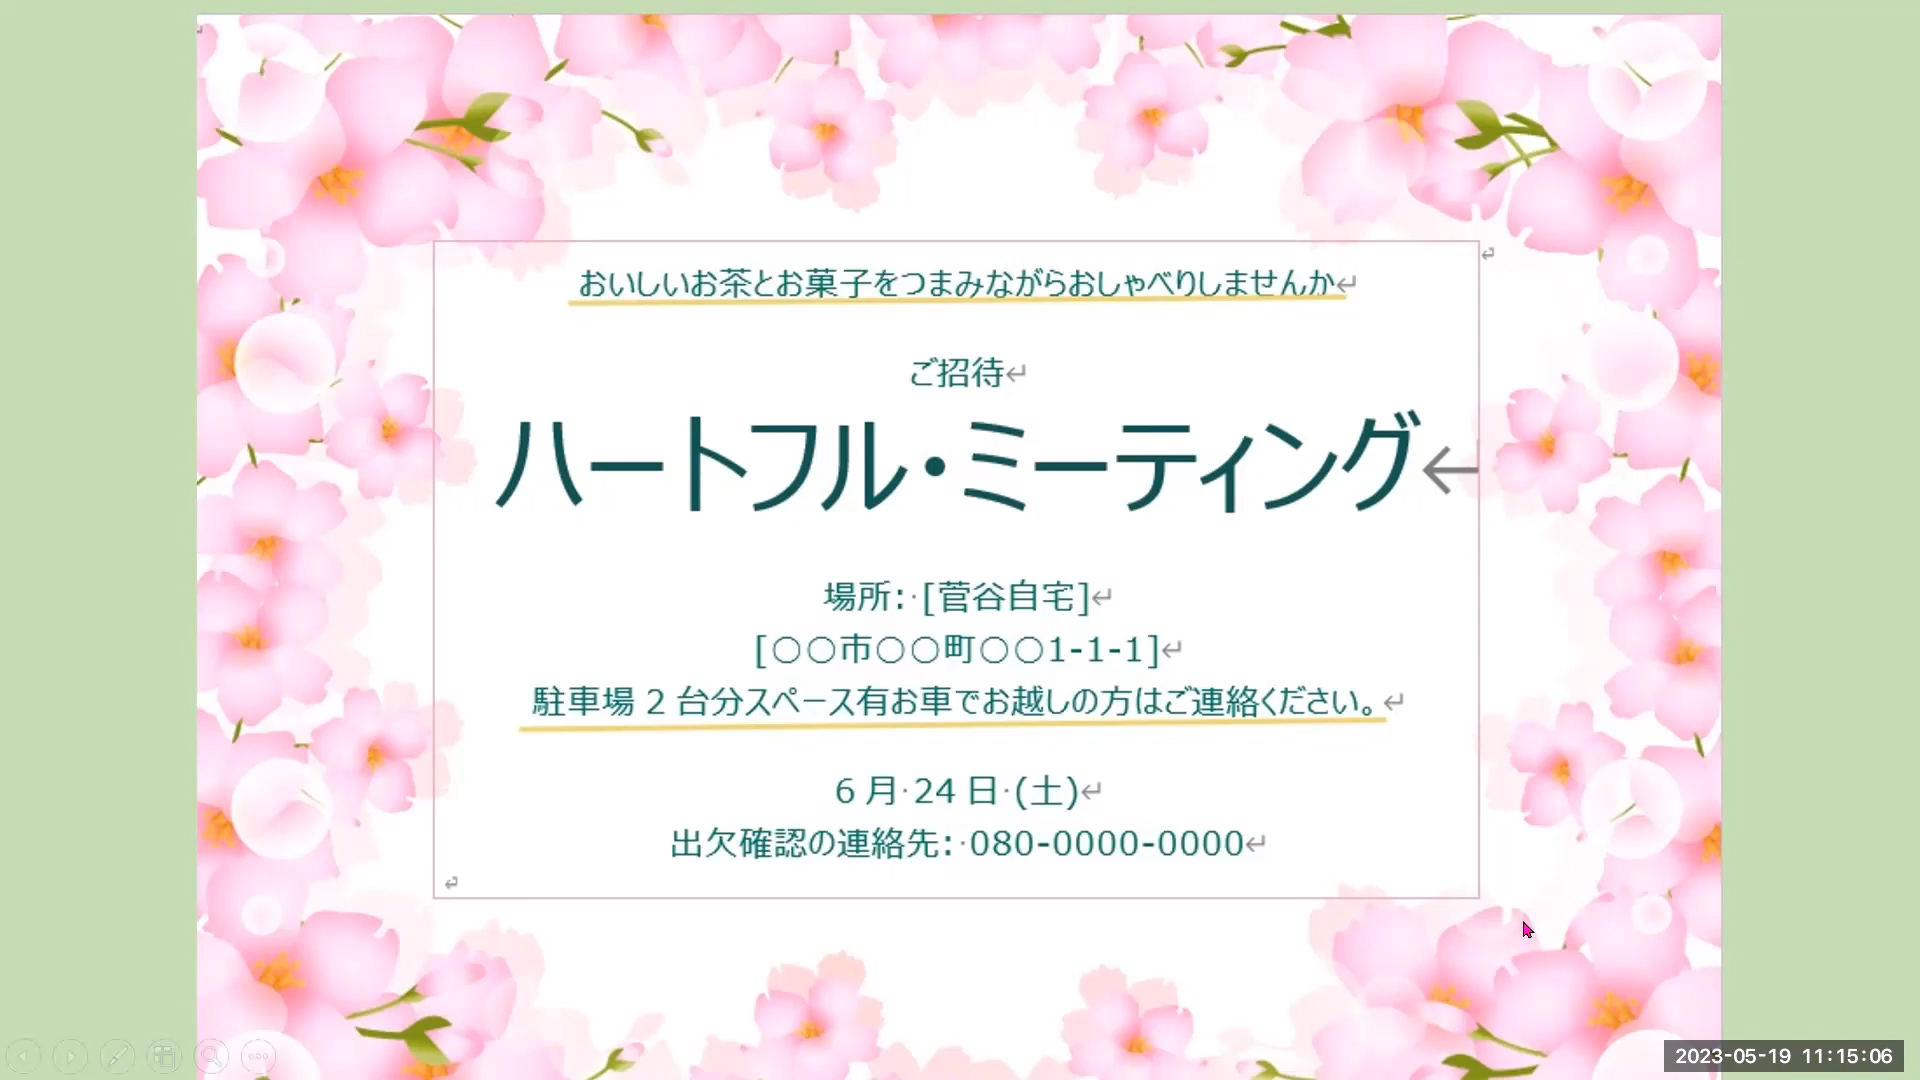 おいしいお茶とお菓子をつまみながらおしゃべりしませんか
ご招待
ハートフル・ミーティング
場所: [菅谷自宅]
[○○市○○町○○1-1-1]
駐車場 2 台分スペース有お車でお越しの方はご連絡ください。
6 月 24 日 (土)
出欠確認の連絡先: 080-0000-0000
2023-05-19 11:15:06